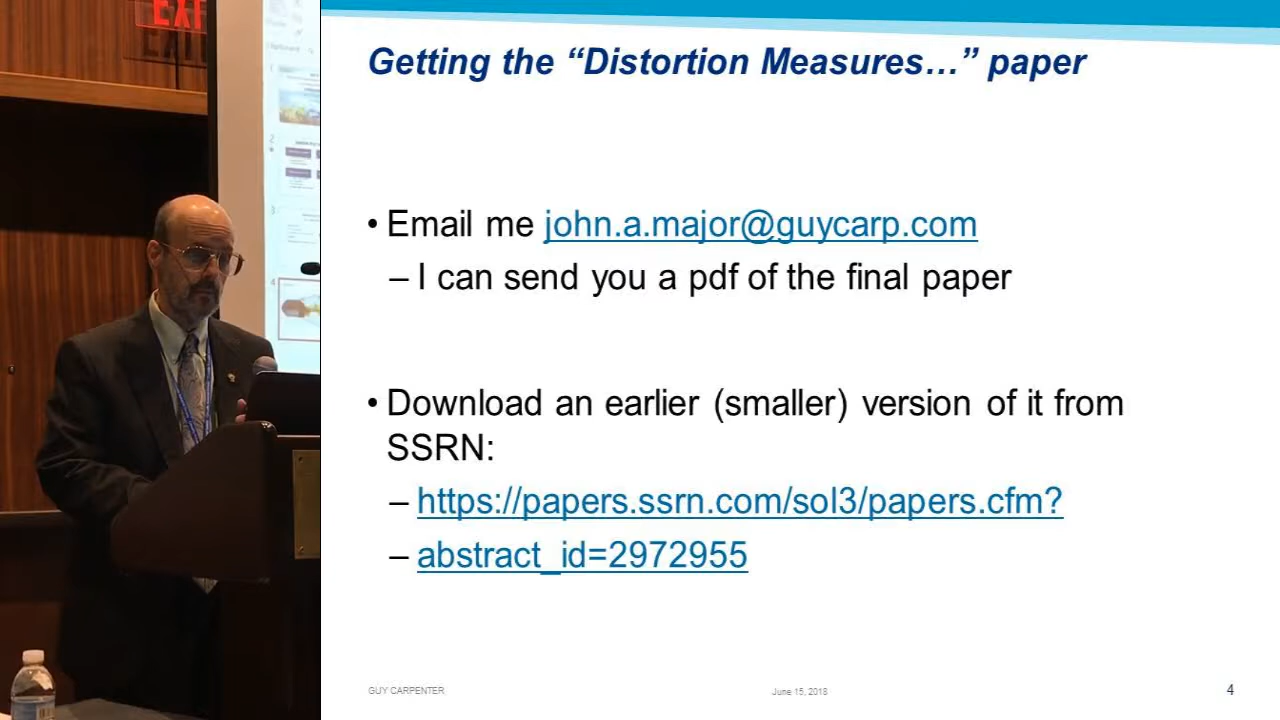 EXI
Getting the “Distortion Measures…” paper
• Email me john.a.major@guycarp.com
– I can send you a pdf of the final paper
• Download an earlier (smaller) version of it from
SSRN:
– https://papers.ssrn.com/sol3/papers.cfm?
– abstract_id=2972955
GUY CARPENTER
June 15, 2018
4